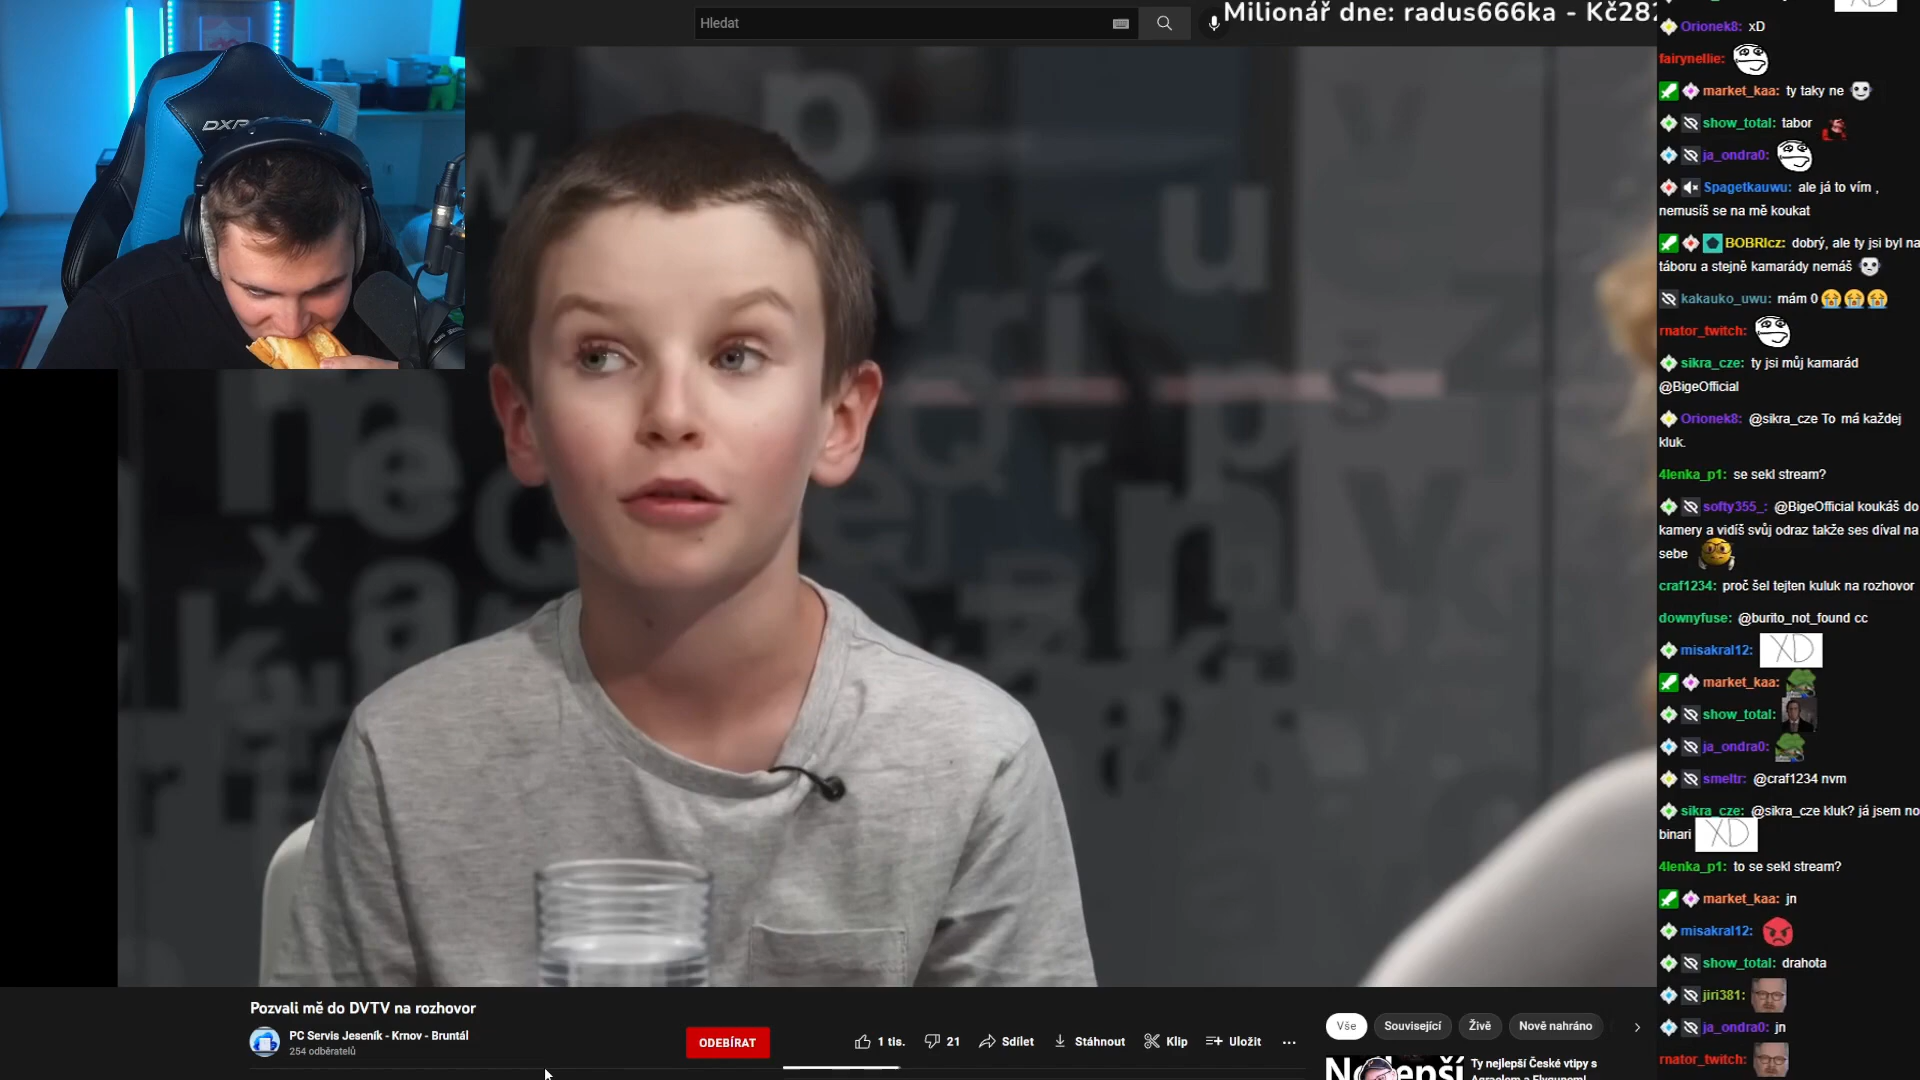 Hledat
Milionář dne: radus666ka - Kč282
DXR
Orionek8: xD
fairynellie:
market_kaa: ty taky ne
show_total: tabor
ja_ondra0:
Spagetkauwu: ale já to vím ,
nemusíš se na mě koukat
BOBRIcz: dobrý, ale ty jsi byl na
táboru a stejně kamarády nemáš
kakauko_uwu: mám 0
rnator_twitch:
sikra_cze: ty jsi můj kamarád
@BigeOfficial
Orionek8: @sikra_cze To má každej
kluk.
4lenka_p1: se sekl stream?
softy355_: @BigeOfficial koukáš do
kamery a vidíš svůj odraz takže ses díval na
sebe
craf1234: proč šel tejten kuluk na rozhovor
downyfuse: @burito_not_found cc
misakral12: XD
market_kaa:
show_total:
ja_ondra0:
smeltr: @craf1234 nvm
sikra_cze: @sikra_cze kluk? já jsem no
binari XD
4lenka_p1: to se sekl stream?
market_kaa: jn
misakral12:
show_total: drahota
jiri381:
ja_ondra0: jn
rnator_twitch:
Pozvali mě do DVTV na rozhovor
PC Servis Jeseník - Krnov - Bruntál
254 odběratelů
ODEBÍRAT
1 tis.
21
Sdílet
Stáhnout
Klip
Uložit
Vše
Související
Živě
Nově nahráno
Nejlepší
Ty nejlepší České vtipy s